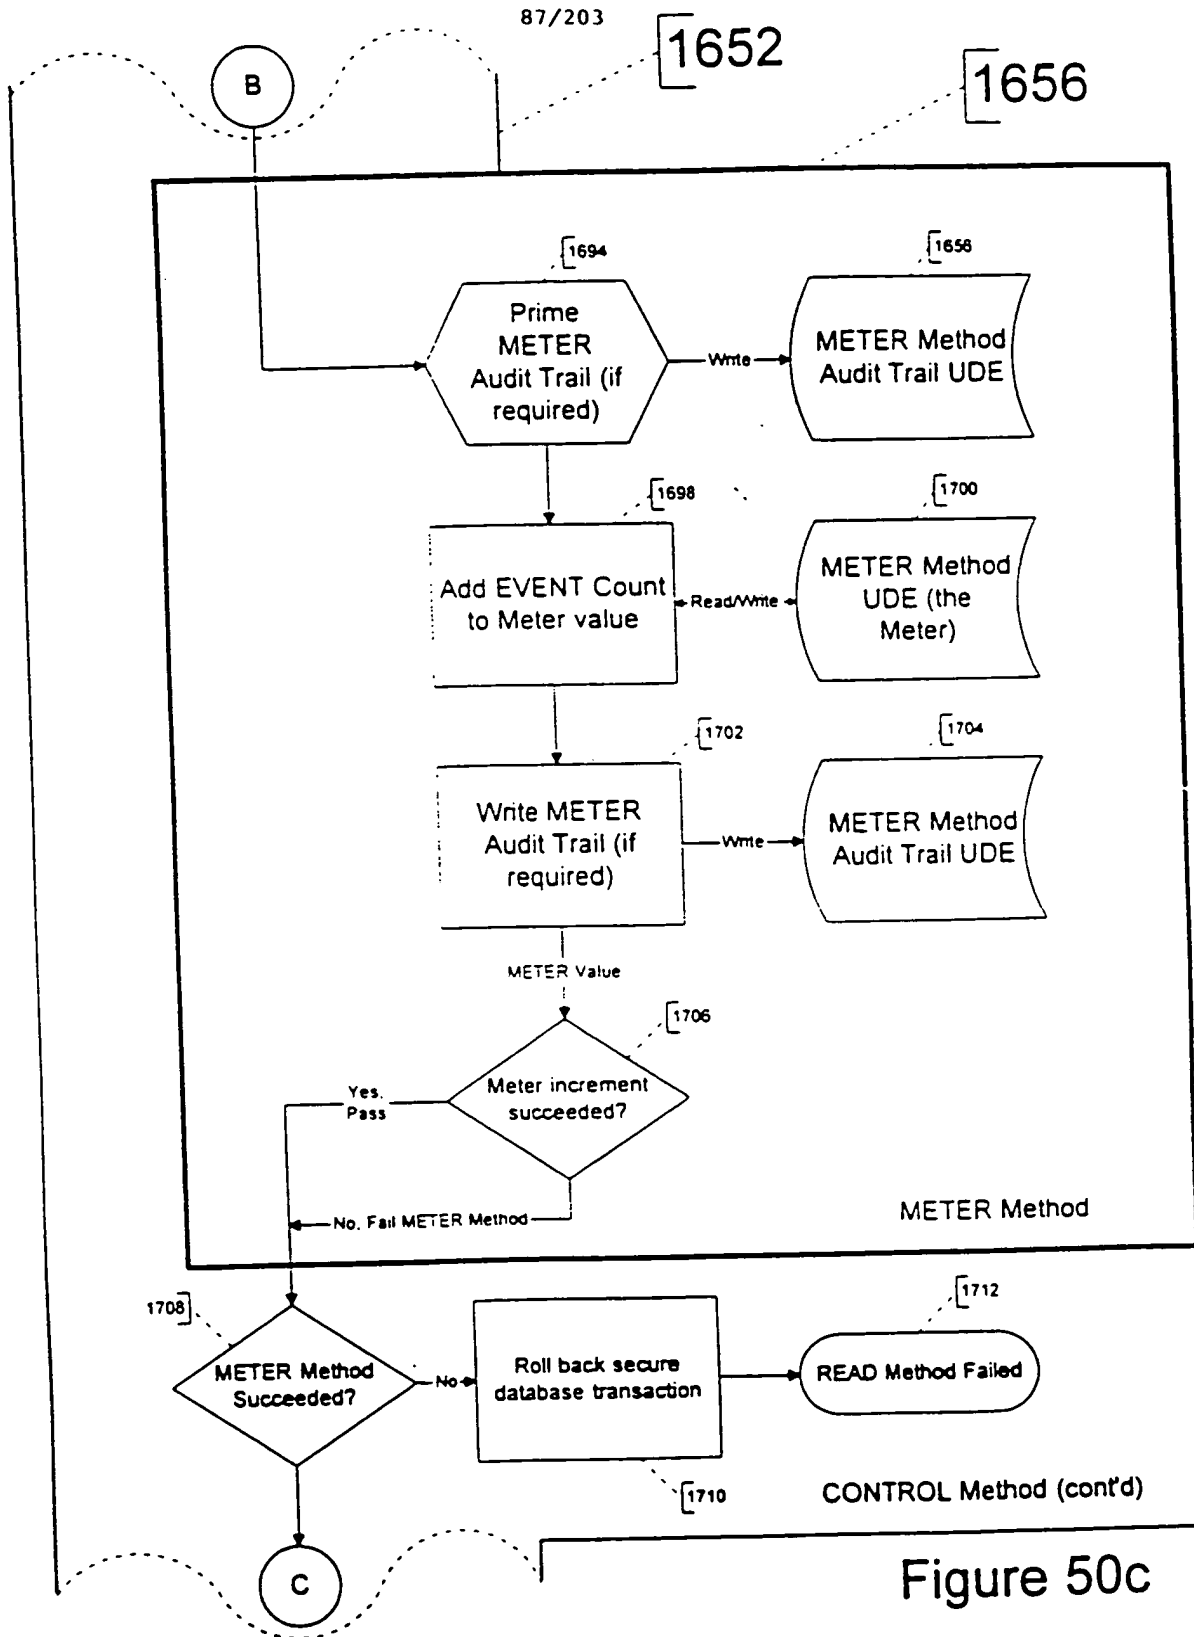 87/203
1652
1656
B
1694
Prime
METER
Audit Trail (if
required)
Write
1656
METER Method
Audit Trail UDE
1698
Add EVENT Count
to Meter value
Read/Write
1700
METER Method
UDE (the
Meter)
1702
Write METER
Audit Trail (if
required)
Write
1704
METER Method
Audit Trail UDE
METER Value
1706
Meter increment
succeeded?
Yes.
Pass
No. Fail METER Method
METER Method
1708
METER Method
Succeeded?
No
Roll back secure
database transaction
1710
1712
READ Method Failed
CONTROL Method (cont'd)
C
Figure 50c